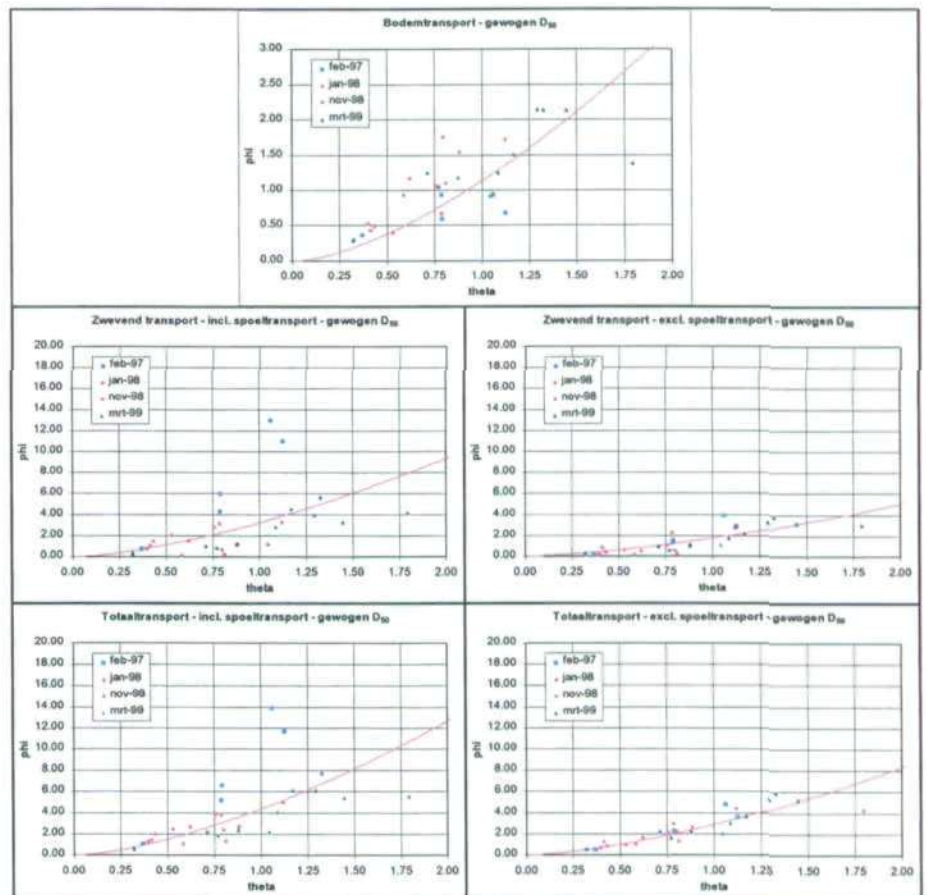 Bodemtransport - gewogen D₅₀
3.00
2.50
2.00
1.50
1.00
0.50
0.00
phi
feb-97
jan-98
nov-98
mrt-99
0.00 0.25 0.50 0.75 1.00 1.25 1.50 1.75 2.00
theta
Zwevend transport - incl. spoeltransport - gewogen D₅₀
20.00
18.00
16.00
14.00
12.00
10.00
8.00
6.00
4.00
2.00
0.00
phi
feb-97
jan-98
nov-98
mrt-99
0.00 0.25 0.50 0.75 1.00 1.25 1.50 1.75 2.00
theta
Zwevend transport - excl. spoeltransport - gewogen D₅₀
20.00
18.00
16.00
14.00
12.00
10.00
8.00
6.00
4.00
2.00
0.00
phi
feb-97
jan-98
nov-98
mrt-99
0.00 0.25 0.50 0.75 1.00 1.25 1.50 1.75 2.00
theta
Totaaltransport - incl. spoeltransport - gewogen D₅₀
20.00
18.00
16.00
14.00
12.00
10.00
8.00
6.00
4.00
2.00
0.00
phi
feb-97
jan-98
nov-98
mrt-99
0.00 0.25 0.50 0.75 1.00 1.25 1.50 1.75 2.00
theta
Totaaltransport - excl. spoeltransport - gewogen D₅₀
20.00
18.00
16.00
14.00
12.00
10.00
8.00
6.00
4.00
2.00
0.00
phi
feb-97
jan-98
nov-98
mrt-99
0.00 0.25 0.50 0.75 1.00 1.25 1.50 1.75 2.00
theta